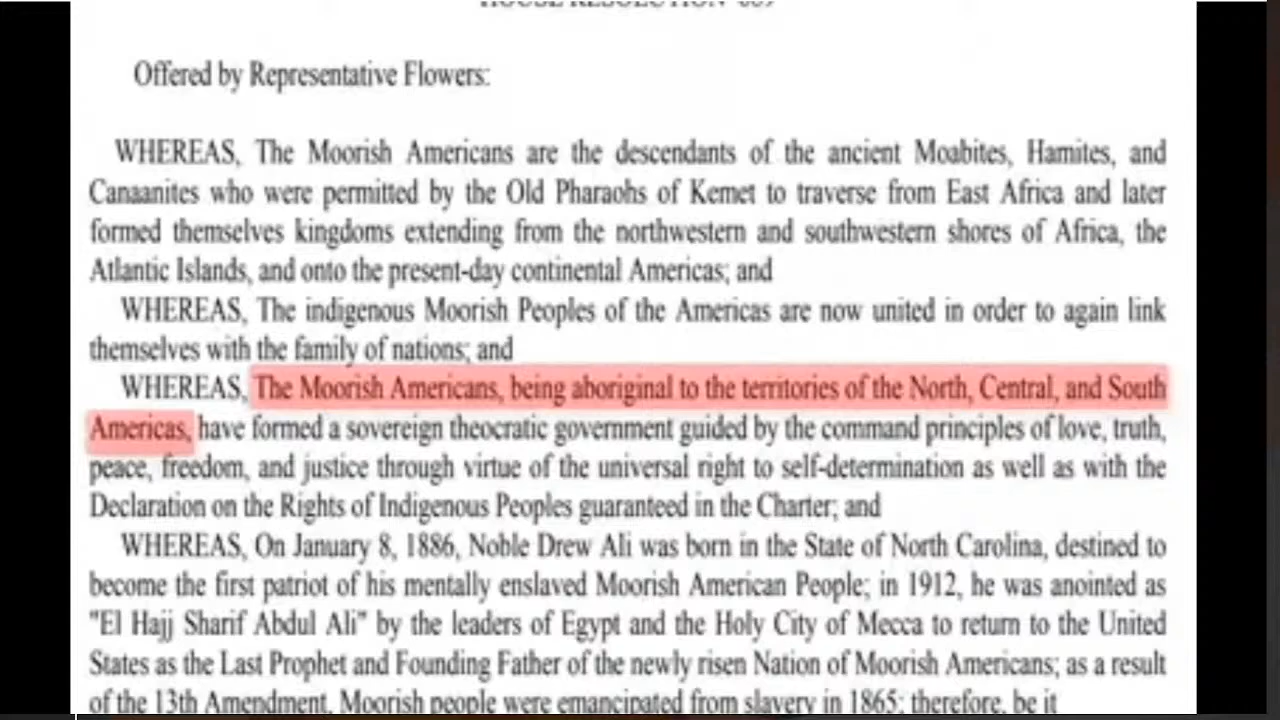 HOUSE RESOLUTION
Offered by Representative Flowers:
WHEREAS, The Moorish Americans are the descendants of the ancient Moabites, Hamites, and
Canaanites who were permitted by the Old Pharaohs of Kemet to traverse from East Africa and later
formed themselves kingdoms extending from the northwestern and southwestern shores of Africa, the
Atlantic Islands, and onto the present-day continental Americas; and
WHEREAS, The indigenous Moorish Peoples of the Americas are now united in order to again link
themselves with the family of nations; and
WHEREAS, The Moorish Americans, being aboriginal to the territories of the North, Central, and South
Americas, have formed a sovereign theocratic government guided by the command principles of love, truth,
peace, freedom, and justice through virtue of the universal right to self-determination as well as with the
Declaration on the Rights of Indigenous Peoples guaranteed in the Charter; and
WHEREAS, On January 8, 1886, Noble Drew Ali was born in the State of North Carolina, destined to
become the first patriot of his mentally enslaved Moorish American People; in 1912, he was anointed as
"El Hajj Sharif Abdul Ali" by the leaders of Egypt and the Holy City of Mecca to return to the United
States as the Last Prophet and Founding Father of the newly risen Nation of Moorish Americans; as a result
of the 13th Amendment, Moorish people were emancipated from slavery in 1865; therefore, be it